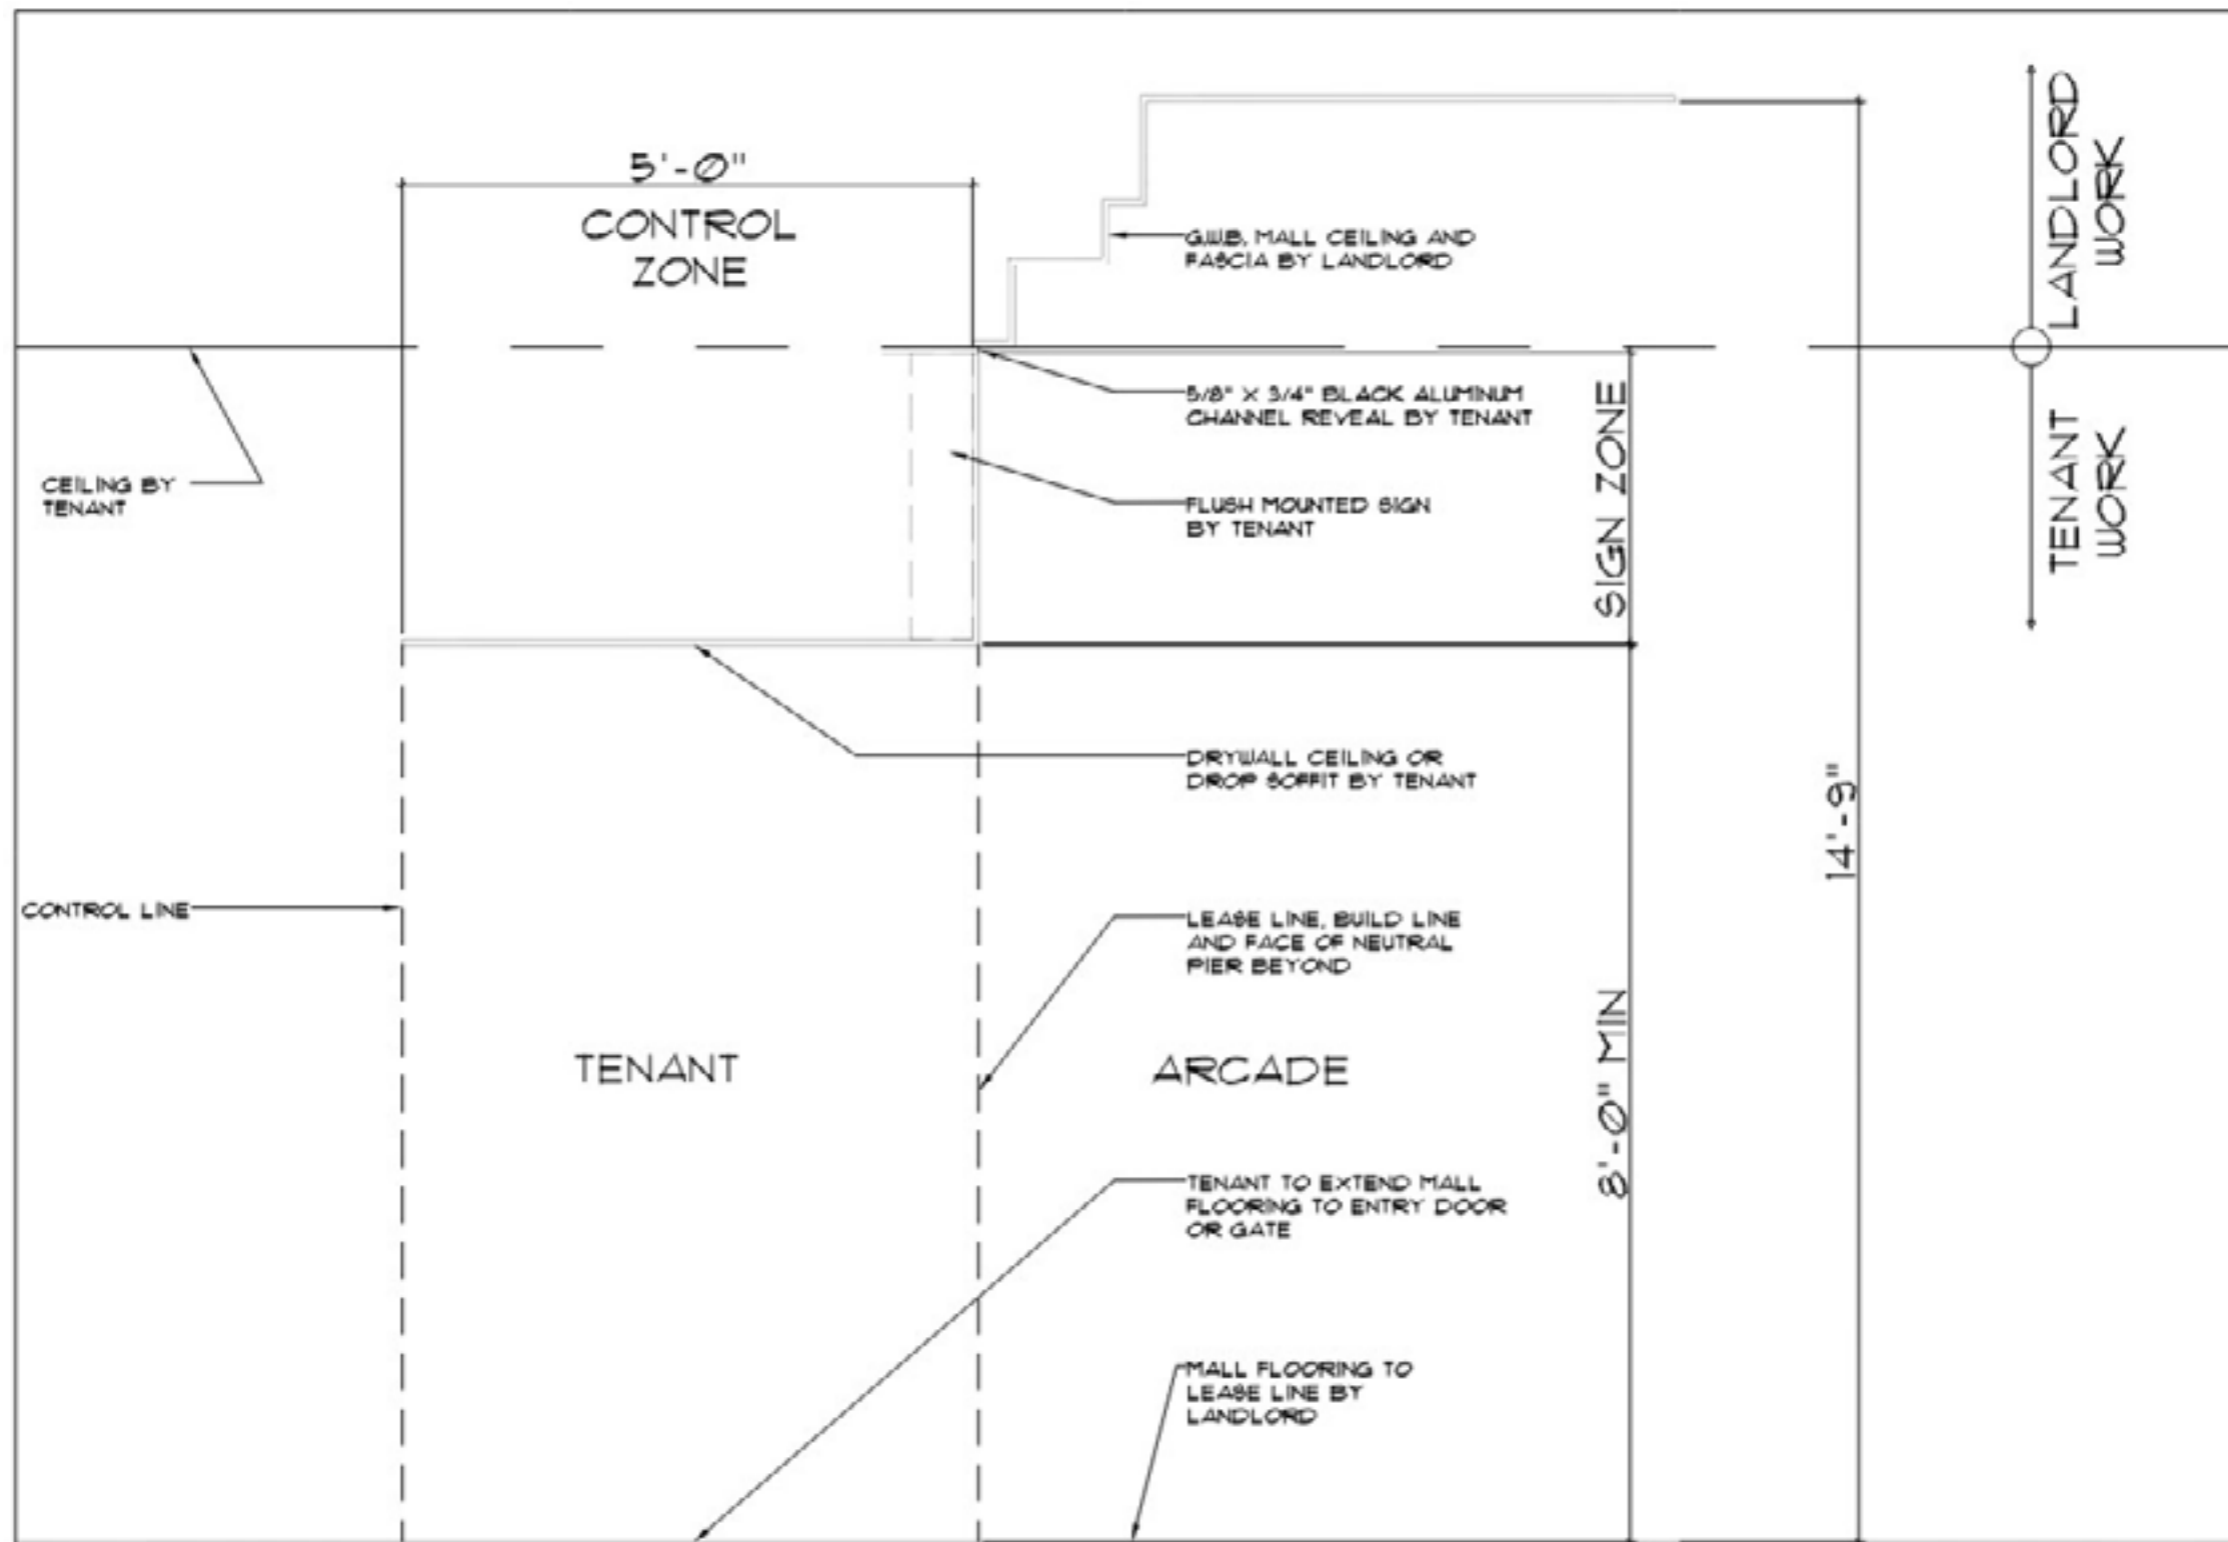 5'-0"
CONTROL
ZONE
G.W.B. MALL CEILING AND
FASCIA BY LANDLORD
LANDLORD
WORK
5/8" X 3/4" BLACK ALUMINUM
CHANNEL REVEAL BY TENANT
CEILING BY
TENANT
FLUSH MOUNTED SIGN
BY TENANT
SIGN ZONE
TENANT
WORK
DRYWALL CEILING OR
DROP SOFFIT BY TENANT
14'-9"
CONTROL LINE
LEASE LINE, BUILD LINE
AND FACE OF NEUTRAL
PIER BEYOND
TENANT
ARCADE
8'-0" MIN
TENANT TO EXTEND MALL
FLOORING TO ENTRY DOOR
OR GATE
MALL FLOORING TO
LEASE LINE BY
LANDLORD